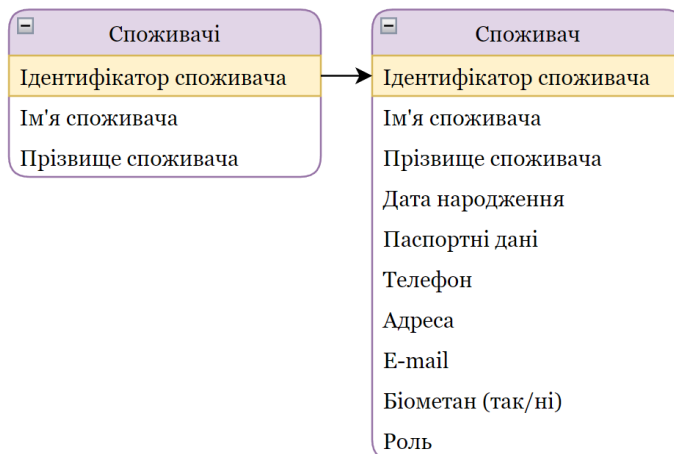 Споживачі
Ідентифікатор споживача
Ім'я споживача
Прізвище споживача
Споживач
Ідентифікатор споживача
Ім'я споживача
Прізвище споживача
Дата народження
Паспортні дані
Телефон
Адреса
E-mail
Біометан (так/ні)
Роль